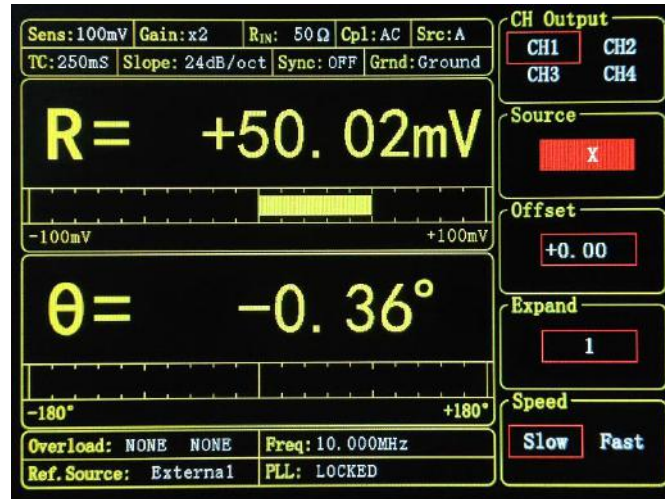 Sens:100mV Gain:x2 RIN: 50Ω Cpl:AC Src:A
TC:250mS Slope:24dB/oct Sync:OFF Grnd:Ground
R= +50.02mV
-100mV +100mV
θ= -0.36°
-180° +180°
Overload: NONE NONE Freq:10.000MHz
Ref.Source: External PLL: LOCKED
CH Output
CH1 CH2
CH3 CH4
Source
X
Offset
+0.00
Expand
1
Speed
Slow Fast